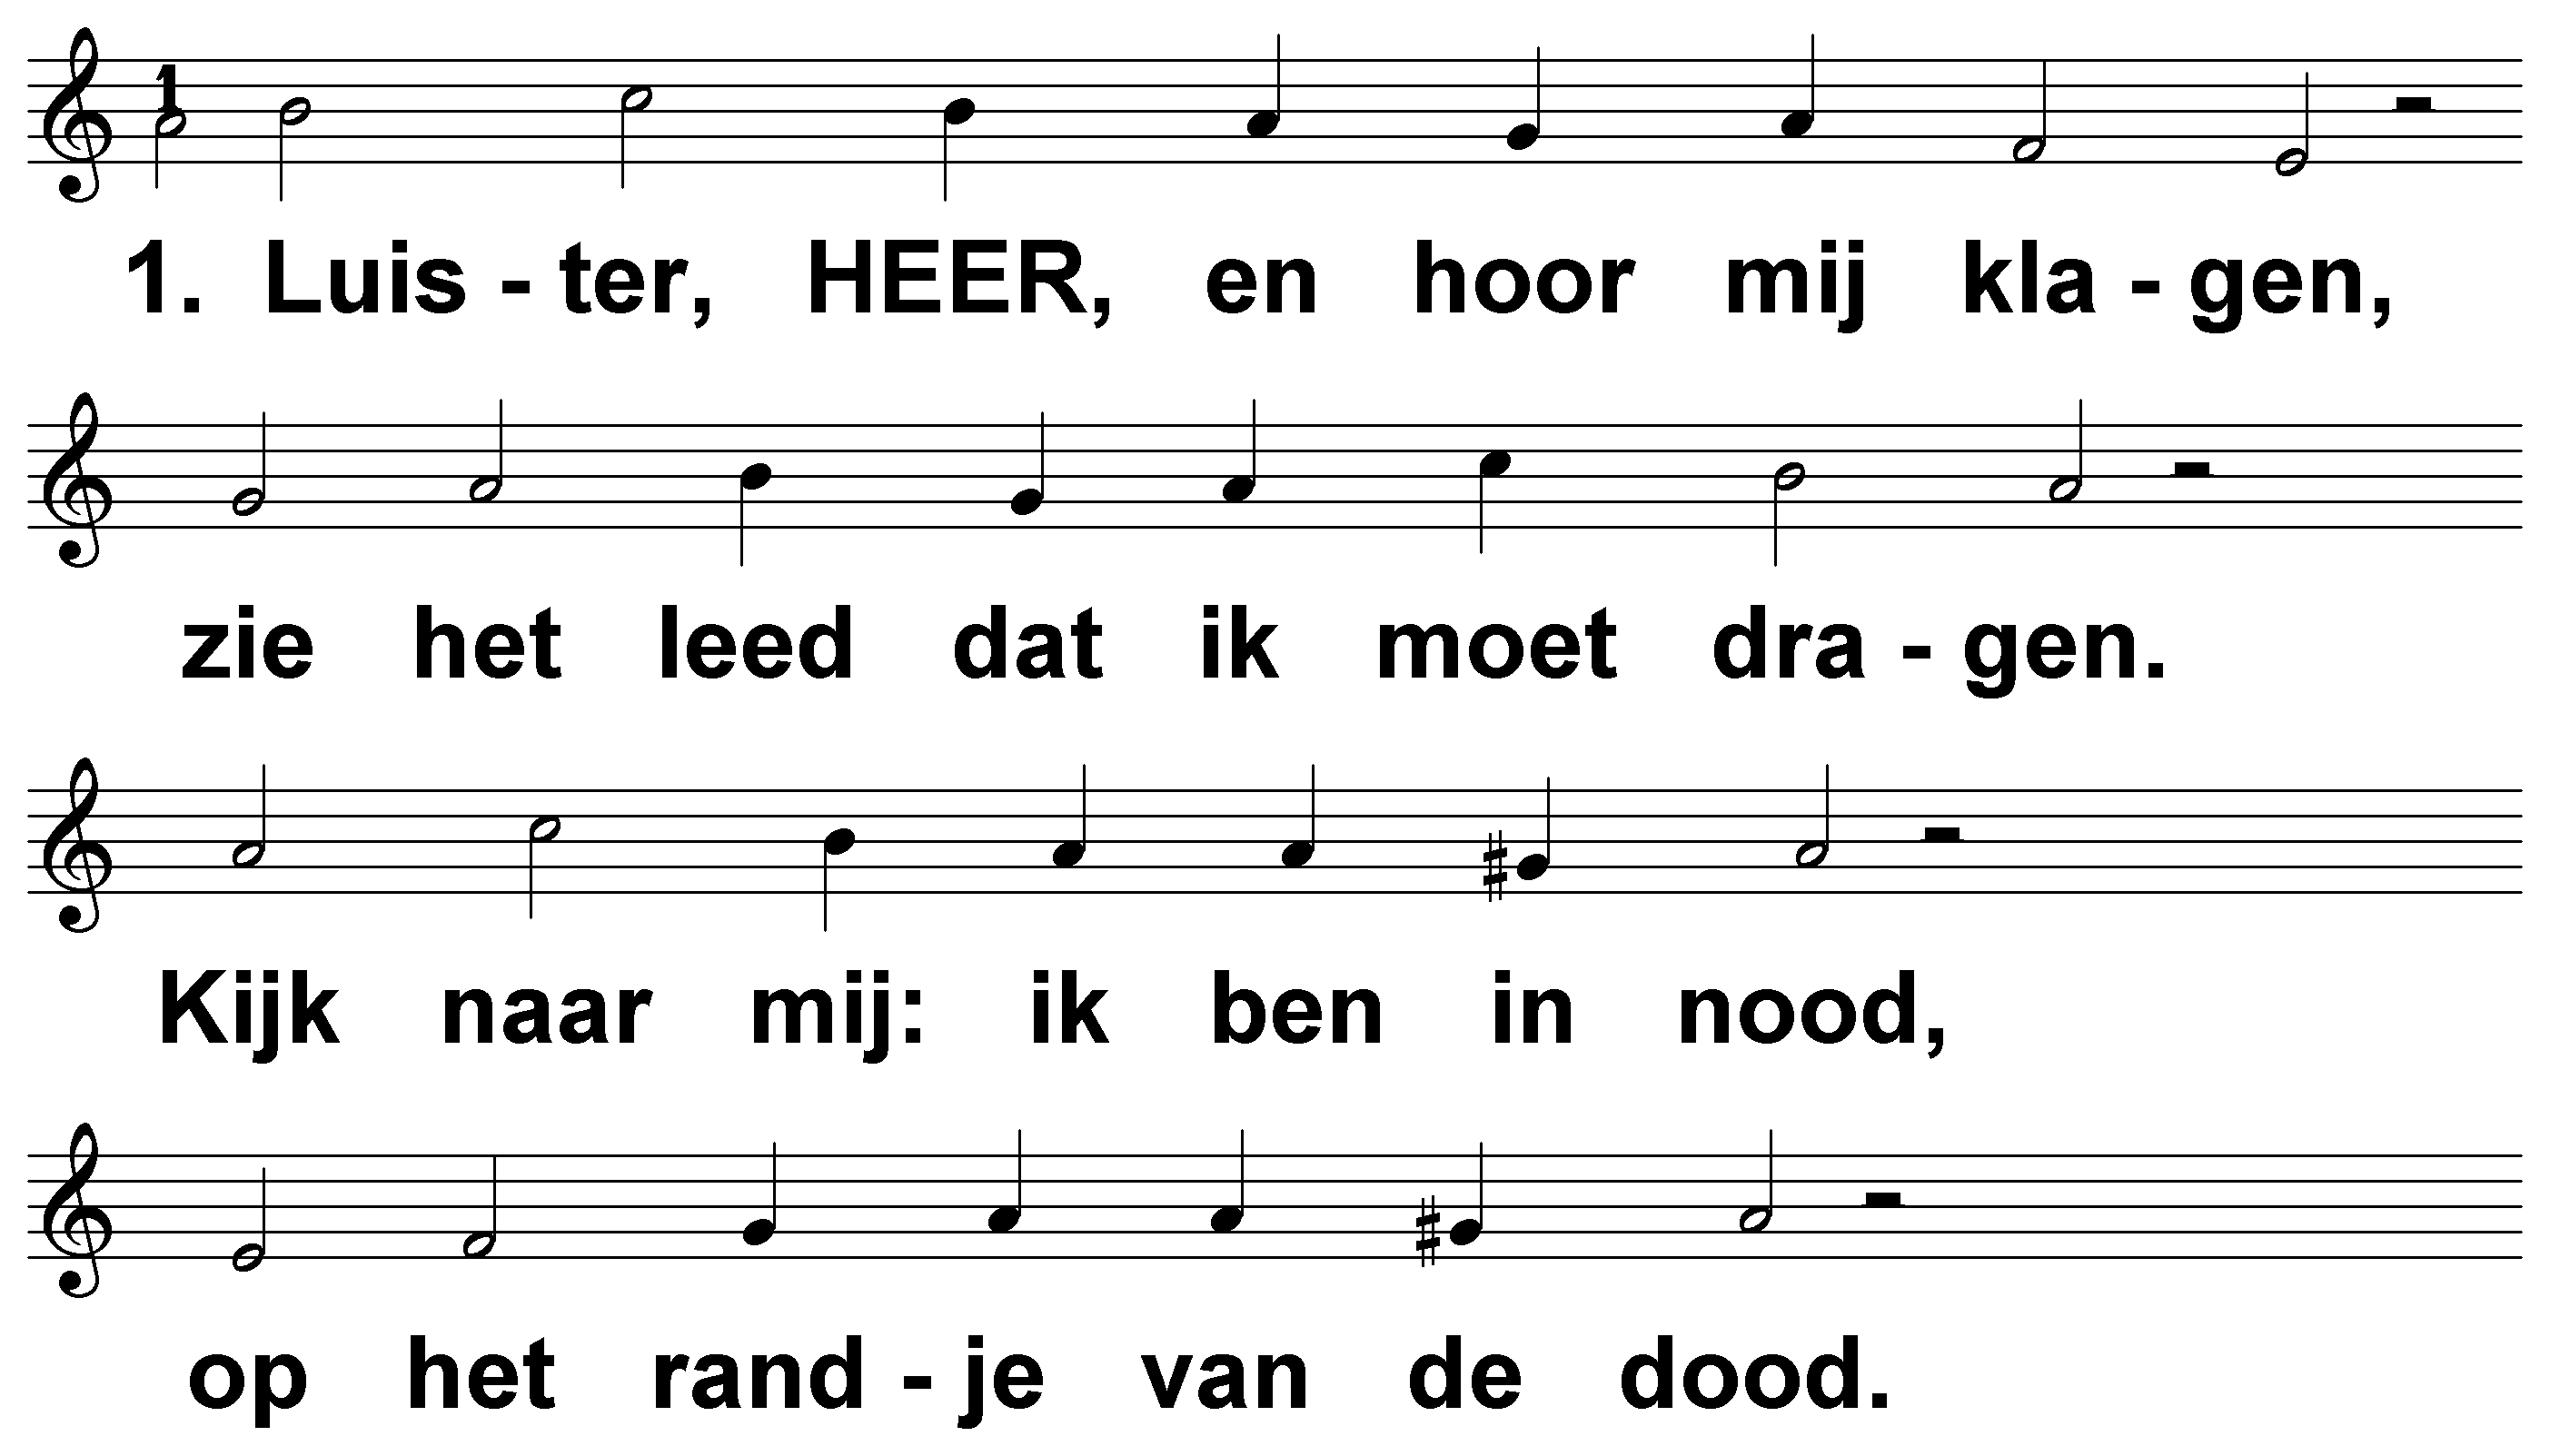 1
1. Luis - ter, HEER, en hoor mij kla - gen,
zie het leed dat ik moet dra - gen.
Kijk naar mij: ik ben in nood,
op het rand - je van de dood.